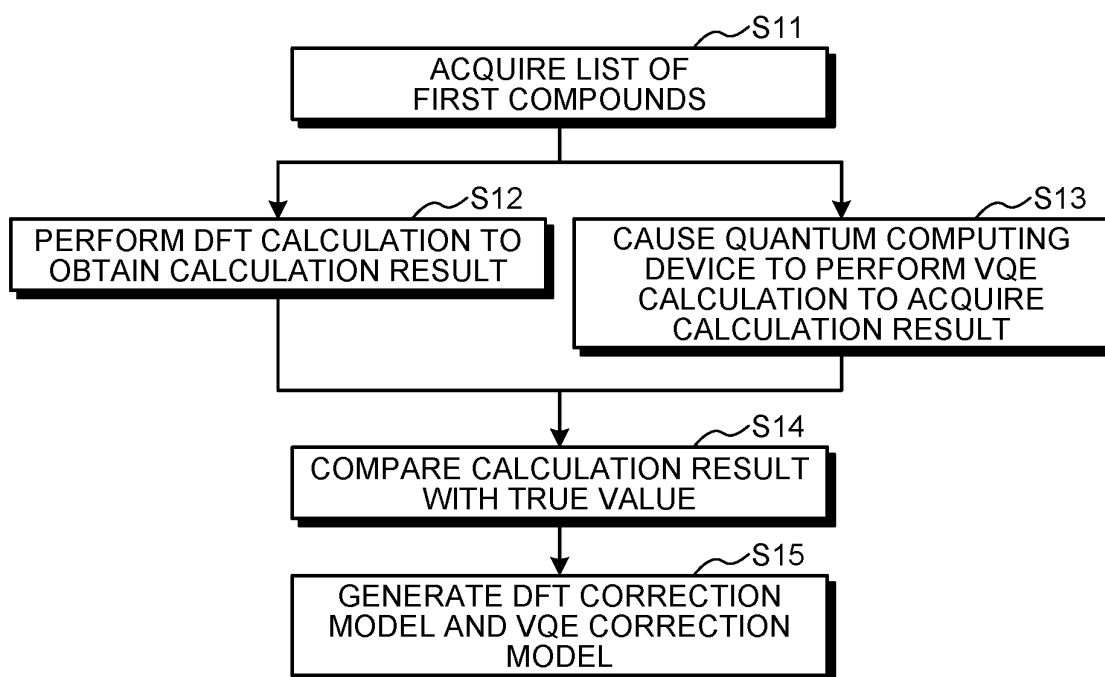 S11
ACQUIRE LIST OF
FIRST COMPOUNDS
S12
PERFORM DFT CALCULATION TO
OBTAIN CALCULATION RESULT
S13
CAUSE QUANTUM COMPUTING
DEVICE TO PERFORM VQE
CALCULATION TO ACQUIRE
CALCULATION RESULT
S14
COMPARE CALCULATION RESULT
WITH TRUE VALUE
S15
GENERATE DFT CORRECTION
MODEL AND VQE CORRECTION
MODEL